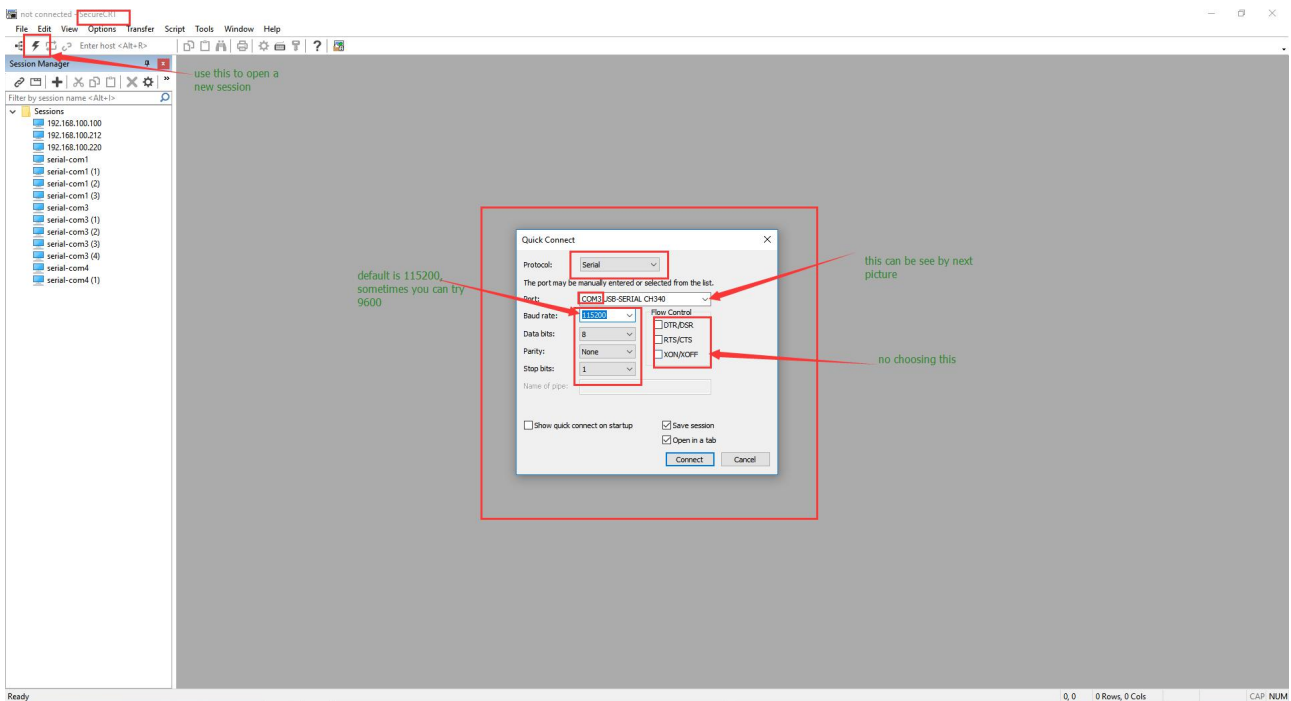 not connected - SecureCRT
File Edit View Options Transfer Script Tools Window Help
Enter host <Alt+R>
Session Manager
use this to open a
new session
Filter by session name <Alt+I>
Sessions
192.168.100.100
192.168.100.212
192.168.100.220
serial-com1
serial-com1 (1)
serial-com1 (2)
serial-com1 (3)
serial-com3
serial-com3 (1)
serial-com3 (2)
serial-com3 (3)
serial-com3 (4)
serial-com4
serial-com4 (1)
default is 115200,
sometimes you can try
9600
Quick Connect
Protocol: Serial
The port may be manually entered or selected from the list.
Port: COM3 USB-SERIAL CH340
Baud rate: 115200
Data bits: 8
Parity: None
Stop bits: 1
Name of pipe:
Flow Control
DTR/DSR
RTS/CTS
XON/XOFF
Show quick connect on startup
Save session
Open in a tab
Connect Cancel
this can be see by next
picture
no choosing this
Ready 0, 0 0 Rows, 0 Cols CAP NUM